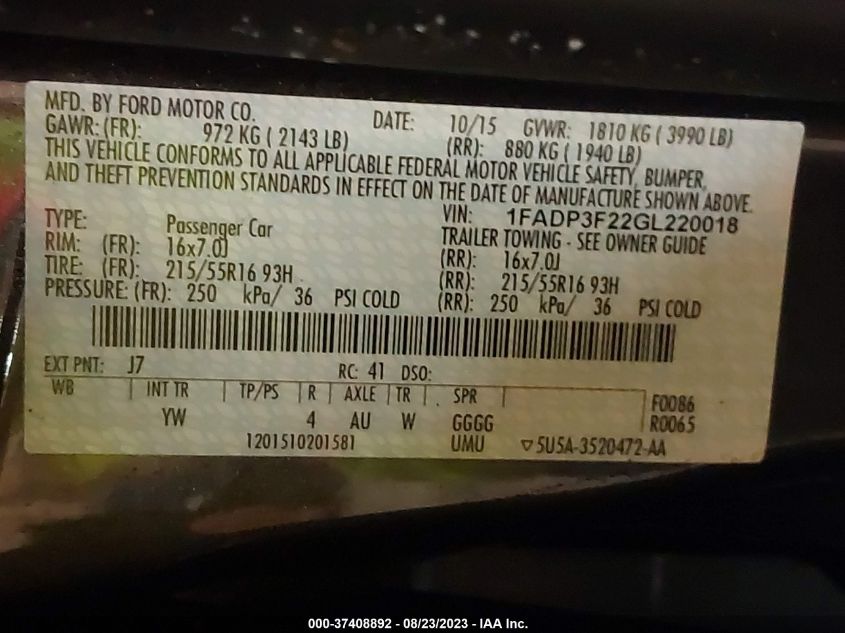 MFD. BY FORD MOTOR CO. DATE: 10/15 GVWR: 1810 KG ( 3990 LB)
GAWR: (FR): 972 KG ( 2143 LB) (RR): 880 KG ( 1940 LB)
THIS VEHICLE CONFORMS TO ALL APPLICABLE FEDERAL MOTOR VEHICLE SAFETY, BUMPER,
AND THEFT PREVENTION STANDARDS IN EFFECT ON THE DATE OF MANUFACTURE SHOWN ABOVE.
VIN: 1FADP3F22GL220018
TYPE: Passenger Car TRAILER TOWING - SEE OWNER GUIDE
RIM: (FR): 16x7.0J (RR): 16x7.0J
TIRE: (FR): 215/55R16 93H (RR): 215/55R16 93H
PRESSURE: (FR): 250 kPa/ 36 PSI COLD (RR): 250 kPa/ 36 PSI COLD
EXT PNT: J7 RC: 41 DSO:
WB INT TR TP/PS R AXLE TR SPR F0086
YW 4 AU W GGGG R0065
1201510201581 UMU ▽5U5A-3520472-AA
000-37408892 - 08/23/2023 - IAA Inc.